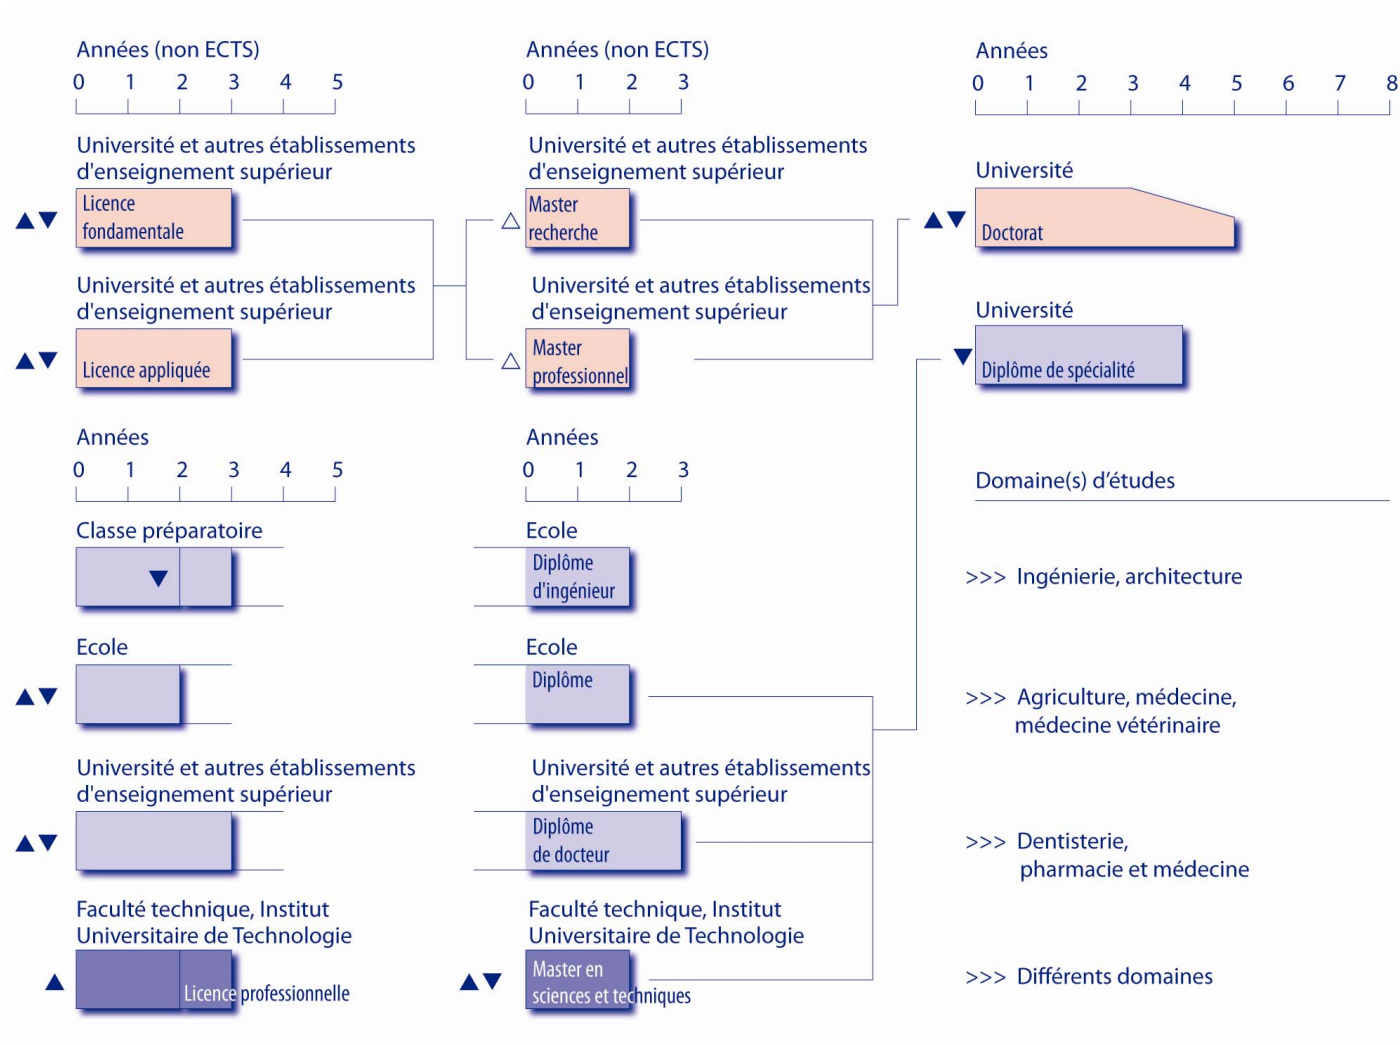 Années (non ECTS)
0 1 2 3 4 5
Université et autres établissements
d'enseignement supérieur
Licence
fondamentale
Université et autres établissements
d'enseignement supérieur
Licence appliquée
Années (non ECTS)
0 1 2 3
Université et autres établissements
d'enseignement supérieur
Master
recherche
Université et autres établissements
d'enseignement supérieur
Master
professionnel
Années
0 1 2 3 4 5 6 7 8
Université
Doctorat
Université
Diplôme de spécialité
Années
0 1 2 3 4 5
Classe préparatoire
Ecole
Université et autres établissements
d'enseignement supérieur
Faculté technique, Institut
Universitaire de Technologie
Licence professionnelle
Années
0 1 2 3
Ecole
Diplôme
d'ingénieur
Ecole
Diplôme
Université et autres établissements
d'enseignement supérieur
Diplôme
de docteur
Faculté technique, Institut
Universitaire de Technologie
Master en
sciences et techniques
Domaine(s) d'études
>>> Ingénierie, architecture
>>> Agriculture, médecine,
médecine vétérinaire
>>> Dentisterie,
pharmacie et médecine
>>> Différents domaines